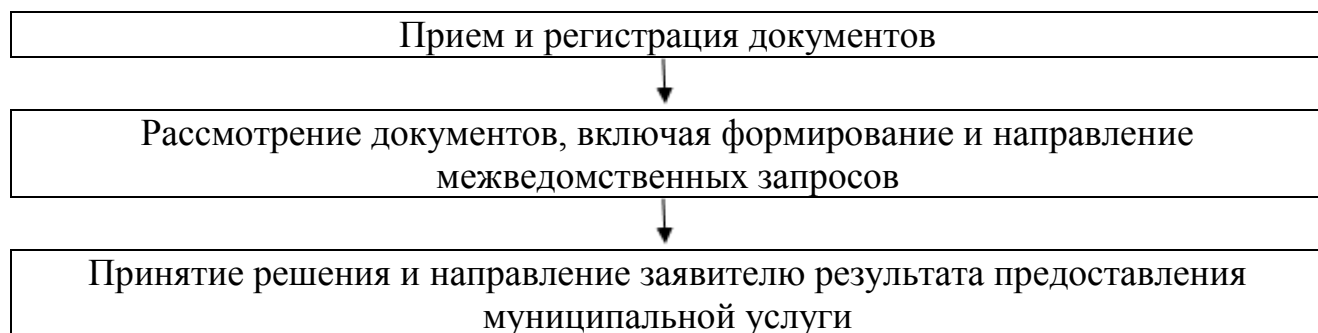 Прием и регистрация документов
Рассмотрение документов, включая формирование и направление
межведомственных запросов
Принятие решения и направление заявителю результата предоставления
муниципальной услуги